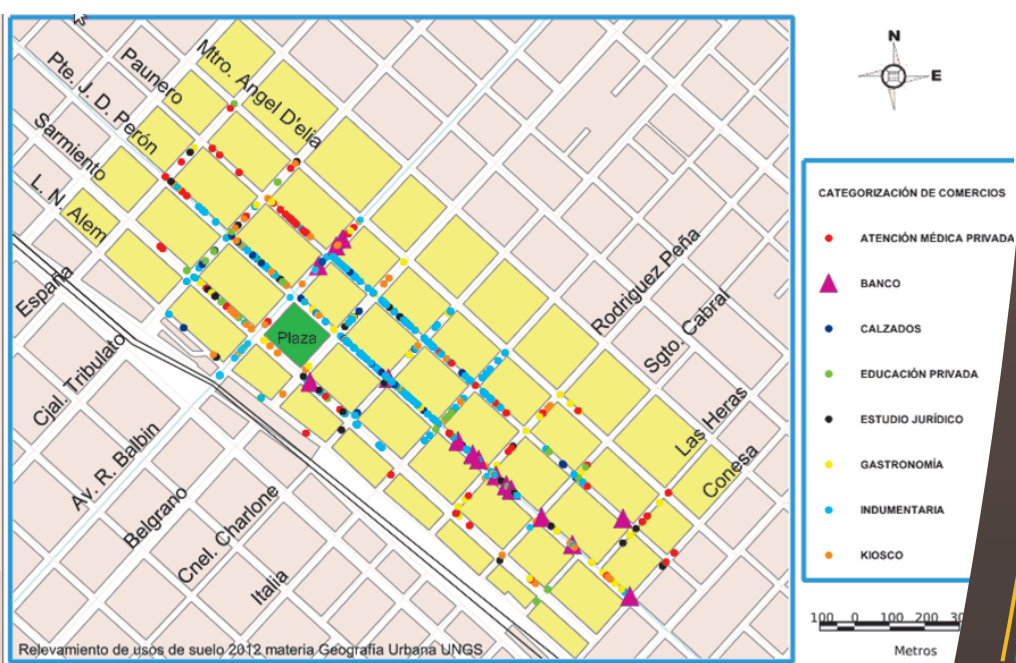 Mtro. Angel D'elia
Paunero
Pte. J. D. Perón
Sarmiento
L. N. Alem
España
Cjal. Tribulato
Av. R. Balbin
Belgrano
Cnel. Charlone
Italia
Plaza
Rodriguez Peña
Sgto. Cabral
Las Heras
Conesa
Relevamiento de usos de suelo 2012 materia Geografía Urbana UNGS
N
E
CATEGORIZACIÓN DE COMERCIOS
ATENCIÓN MÉDICA PRIVADA
BANCO
CALZADOS
EDUCACIÓN PRIVADA
ESTUDIO JURÍDICO
GASTRONOMÍA
INDUMENTARIA
KIOSCO
100 0 100 200
Metros